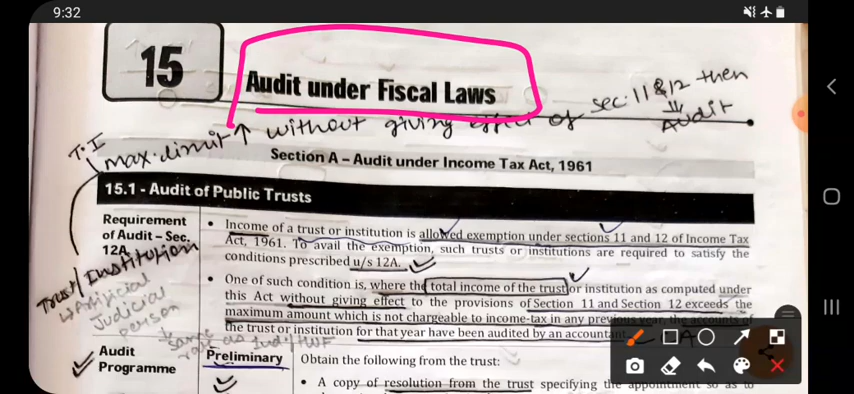 9:32
15
Audit under Fiscal Laws
T.I
max. limit ↑ without giving effect of sec. 11 & 12 then
Audit
Section A – Audit under Income Tax Act, 1961
15.1 - Audit of Public Trusts
Requirement of Audit – Sec. 12A
Trust/Institution
Artificial
Judicial
person
same
• Income of a trust or institution is allowed exemption under sections 11 and 12 of Income Tax
Act, 1961. To avail the exemption, such trusts or institutions are required to satisfy the
conditions prescribed u/s 12A.
• One of such condition is, where the total income of the trust or institution as computed under
this Act without giving effect to the provisions of Section 11 and Section 12 exceeds the
maximum amount which is not chargeable to income-tax in any previous year, the accounts of
the trust or institution for that year have been audited by an accountant.
Audit
Programme
Preliminary
Obtain the following from the trust:
• A copy of resolution from the trust specifying the appointment so as to